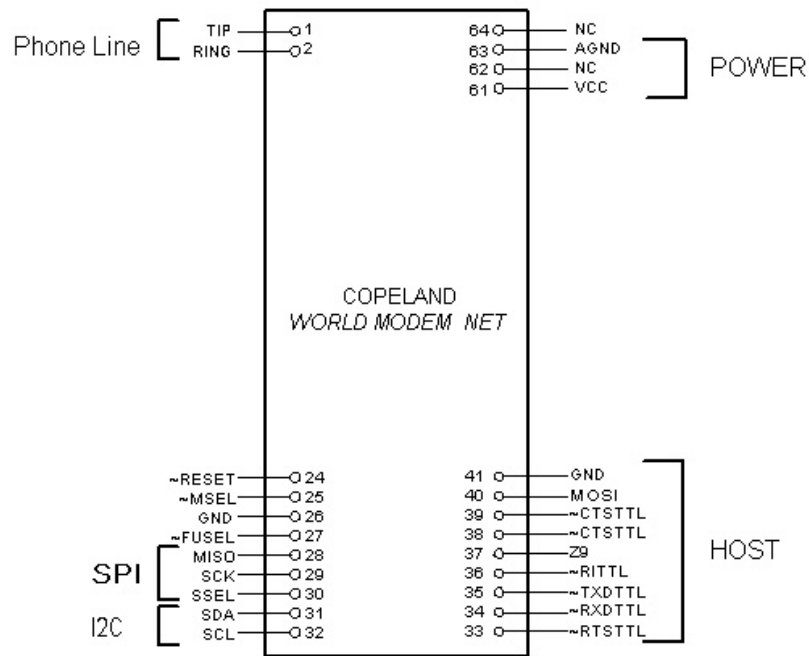 Phone Line
TIP 1
RING 2
64 NC
63 AGND
62 NC
61 VCC
POWER
COPELAND
WORLD MODEM NET
~RESET 24
~MSEL 25
GND 26
~FUSEL 27
MISO 28
SCK 29
SSEL 30
SDA 31
SCL 32
SPI
I2C
41 GND
40 MOSI
39 ~CTSTTL
38 ~CTSTTL
37 Z9
36 ~RITTL
35 ~TXDTTL
34 ~RXDTTL
33 ~RTSTTL
HOST